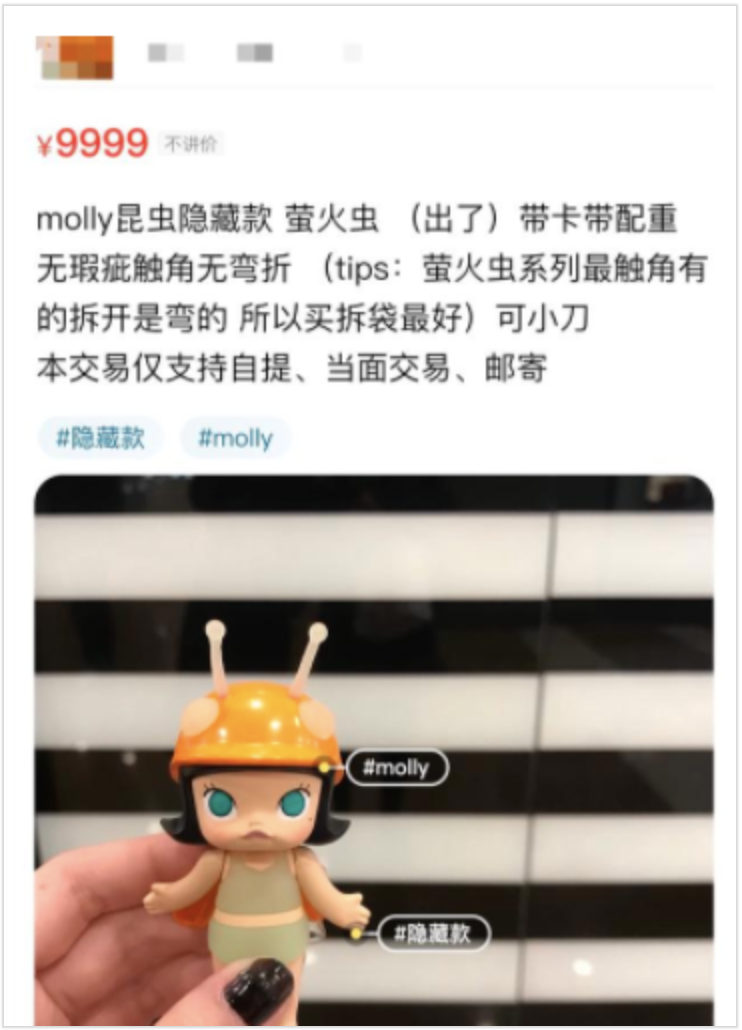 ¥9999 不讲价
molly昆虫隐藏款 萤火虫 （出了）带卡带配重
无瑕疵触角无弯折 （tips：萤火虫系列最触角有
的拆开是弯的 所以买拆袋最好）可小刀
本交易仅支持自提、当面交易、邮寄
#隐藏款 #molly
#molly
#隐藏款